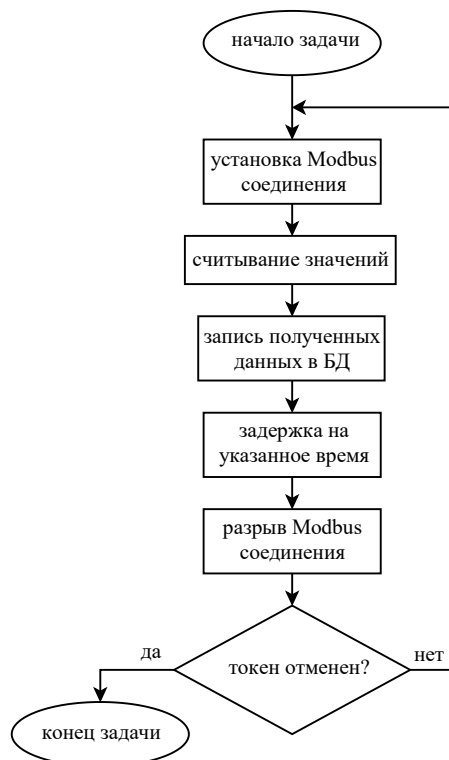 начало задачи
установка Modbus
соединения
считывание значений
запись полученных
данных в БД
задержка на
указанное время
разрыв Modbus
соединения
да
токен отменен?
нет
конец задачи